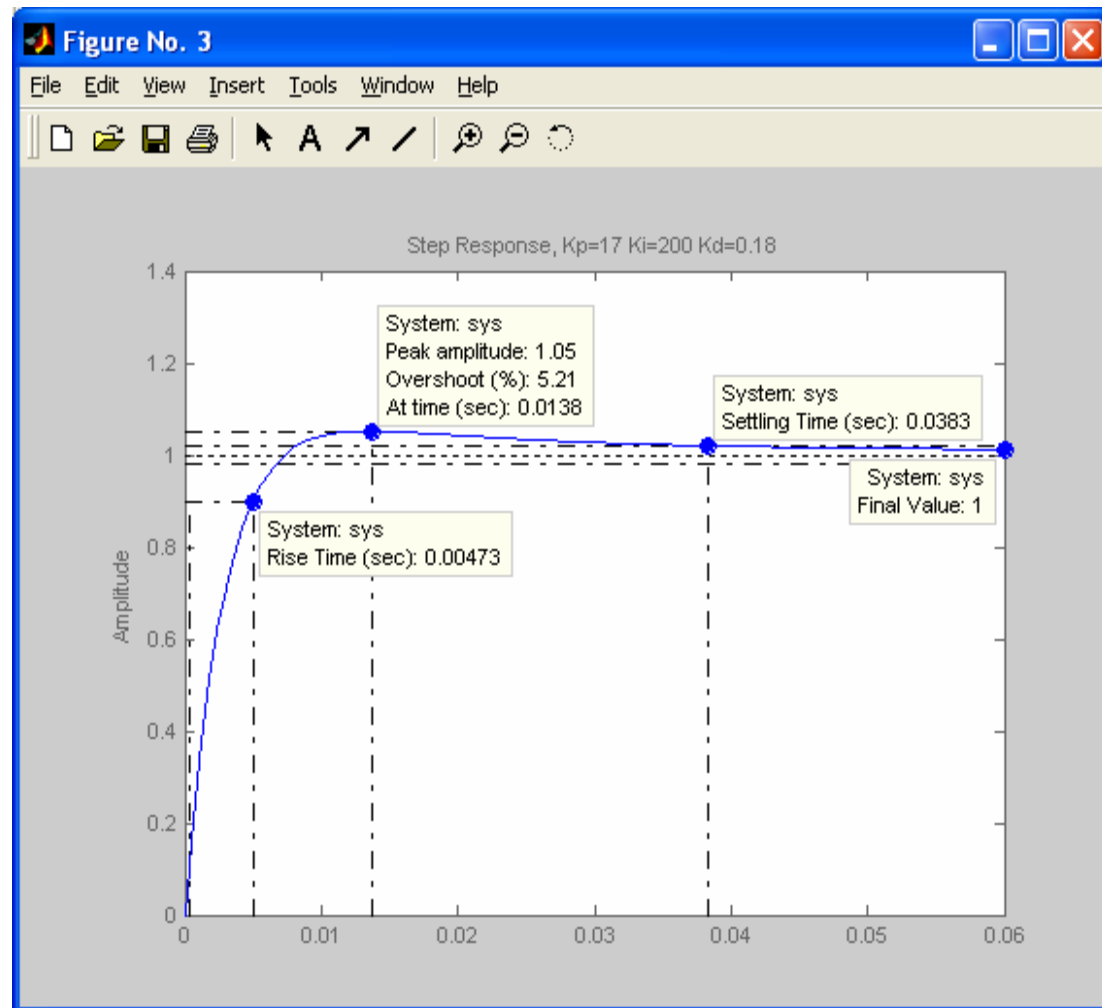 Figure No. 3
File Edit View Insert Tools Window Help
A
Step Response, Kp=17 Ki=200 Kd=0.18
1.4
1.2
1
0.8
0.6
0.4
0.2
0
Amplitude
System: sys
Peak amplitude: 1.05
Overshoot (%): 5.21
At time (sec): 0.0138
System: sys
Settling Time (sec): 0.0383
System: sys
Final Value: 1
System: sys
Rise Time (sec): 0.00473
0 0.01 0.02 0.03 0.04 0.05 0.06